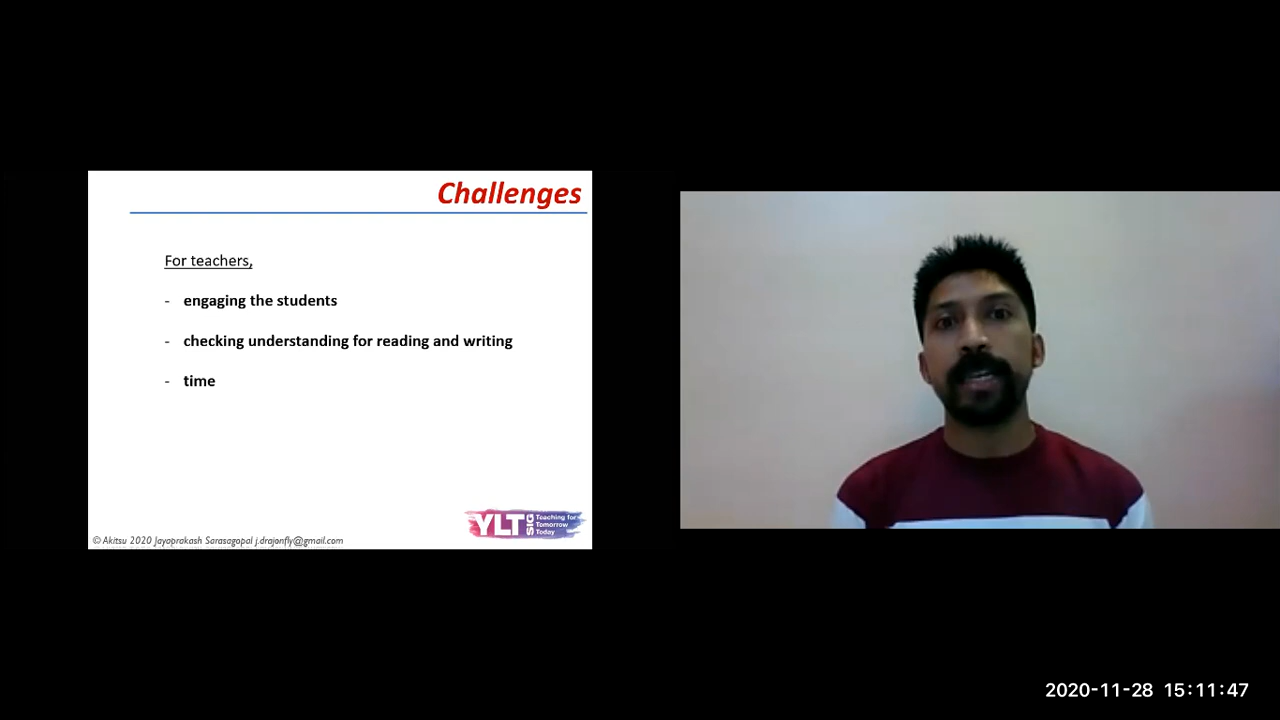 Challenges
For teachers,
- engaging the students
- checking understanding for reading and writing
- time
YLT SIG Teaching for
Tomorrow
Today
© Akitsu 2020 Jayaprakash Sarasagopal j.drajonfly@gmail.com
2020-11-28 15:11:47